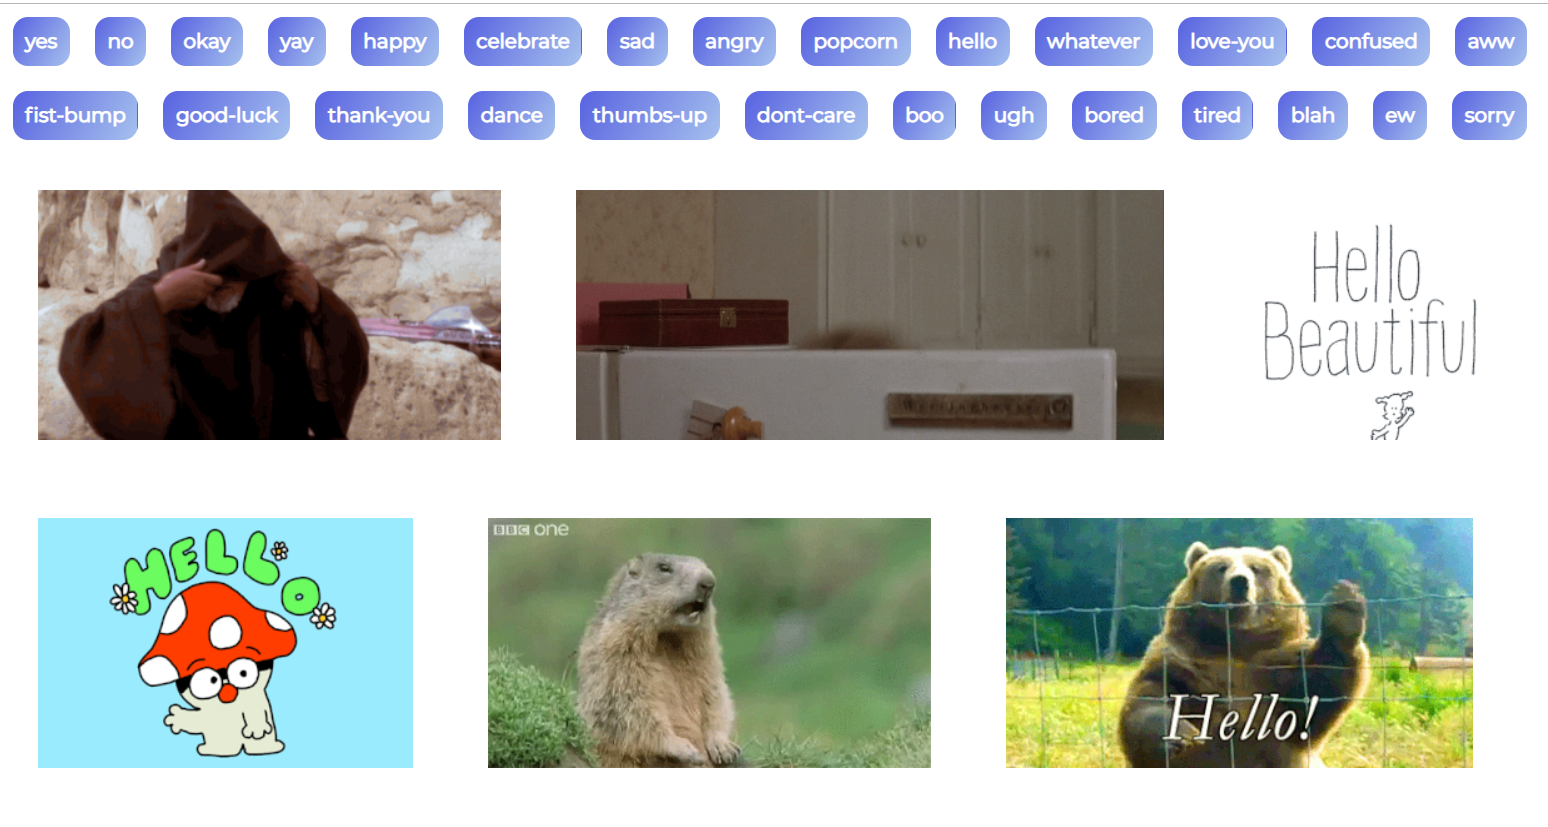 yes no okay yay happy celebrate sad angry popcorn hello whatever love-you confused aww
fist-bump good-luck thank-you dance thumbs-up dont-care boo ugh bored tired blah ew sorry
Hello
Beautiful
HELLO
BBC one
Hello!